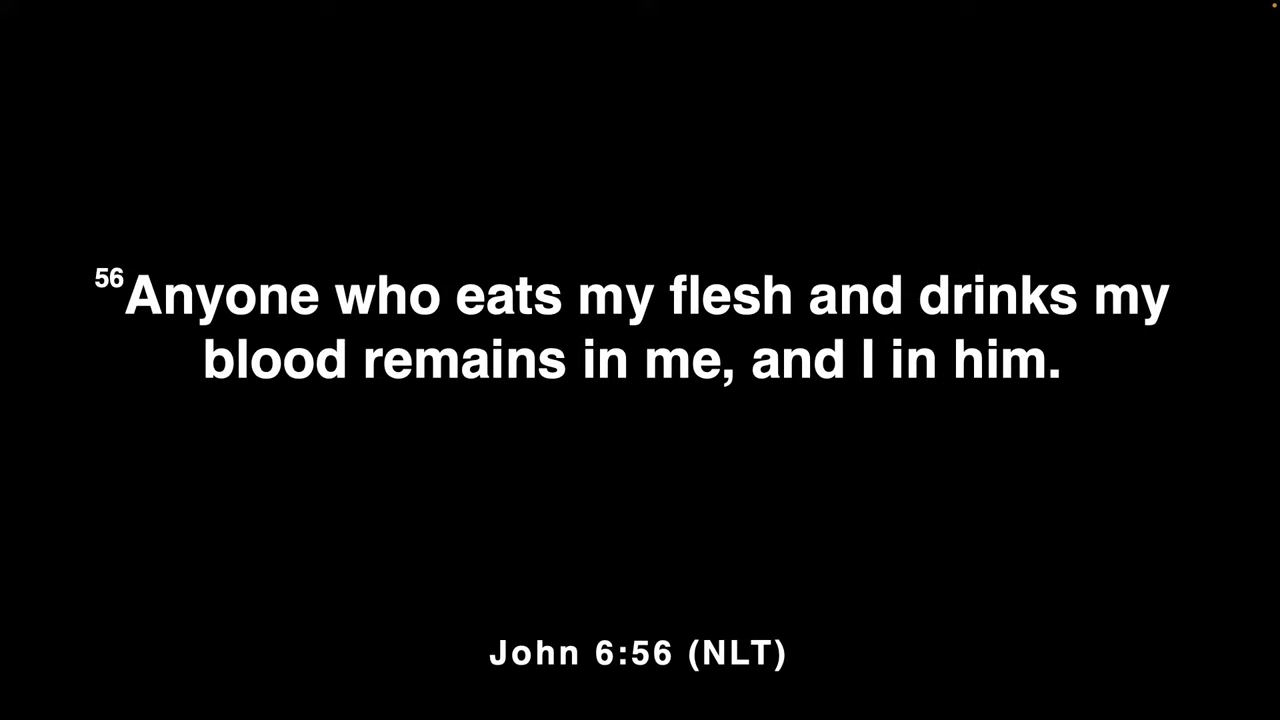 56Anyone who eats my flesh and drinks my
blood remains in me, and I in him.
John 6:56 (NLT)